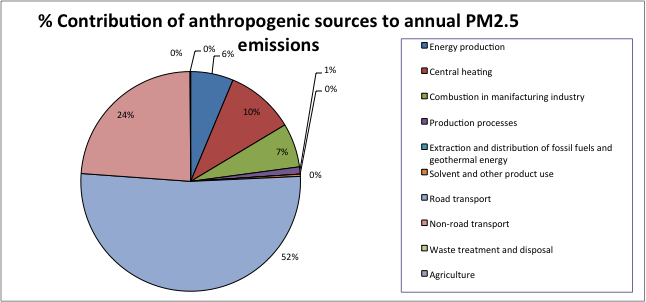 % Contribution of anthropogenic sources to annual PM2.5
emissions
0%
0%
6%
1%
0%
10%
24%
7%
0%
52%
Energy production
Central heating
Combustion in manifacturing industry
Production processes
Extraction and distribution of fossil fuels and
geothermal energy
Solvent and other product use
Road transport
Non-road transport
Waste treatment and disposal
Agriculture